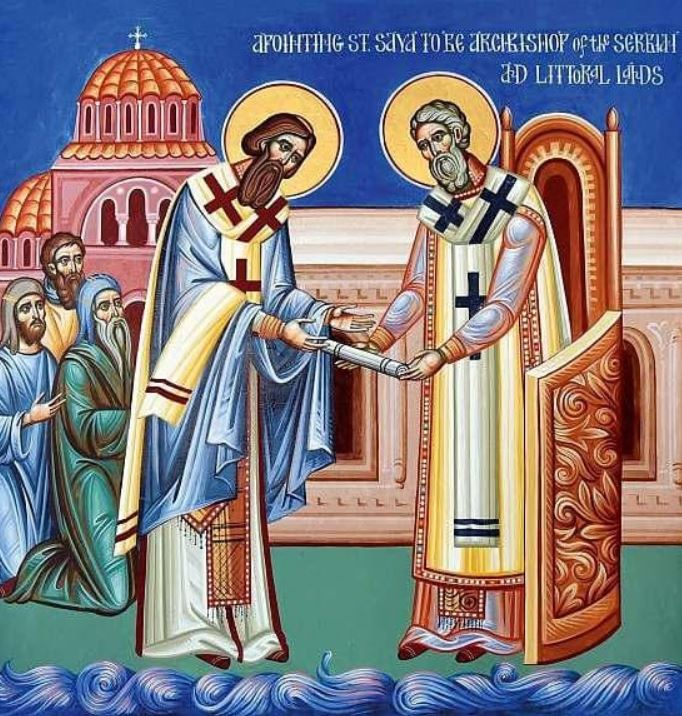 APOINTING ST. SAVA TO BE ARCHBISHOP of the SERBIAN
AND LITTORAL LANDS